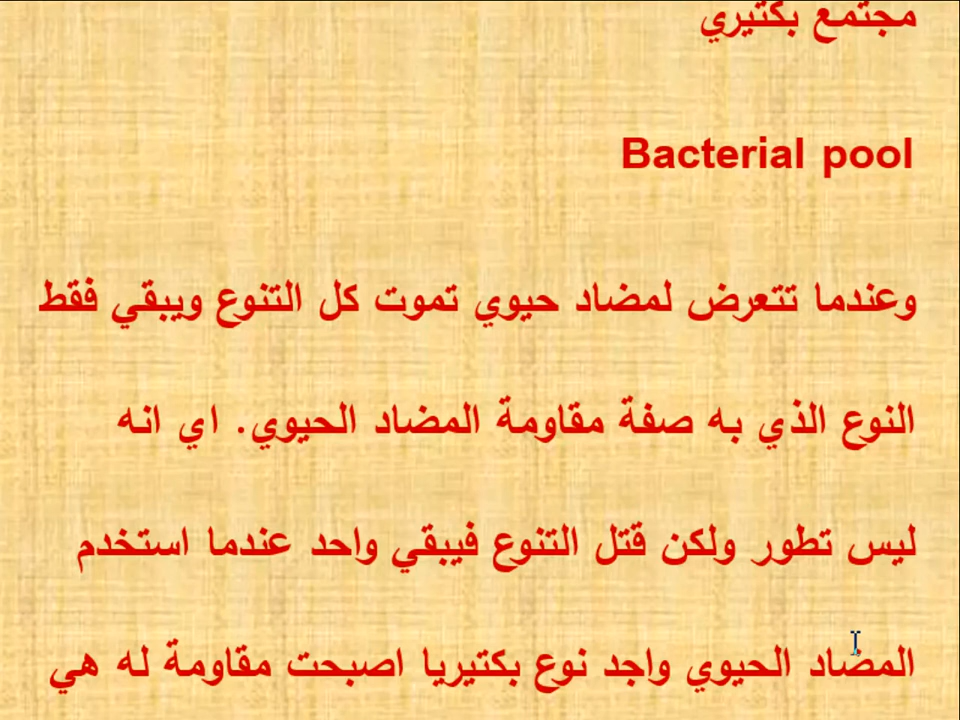 مجتمع بكتيري
Bacterial pool
وعندما تتعرض لمضاد حيوي تموت كل التنوع ويبقي فقط
النوع الذي به صفة مقاومة المضاد الحيوي. اي انه
ليس تطور ولكن قتل التنوع فيبقي واحد عندما استخدم
المضاد الحيوي واجد نوع بكتيريا اصبحت مقاومة له هي